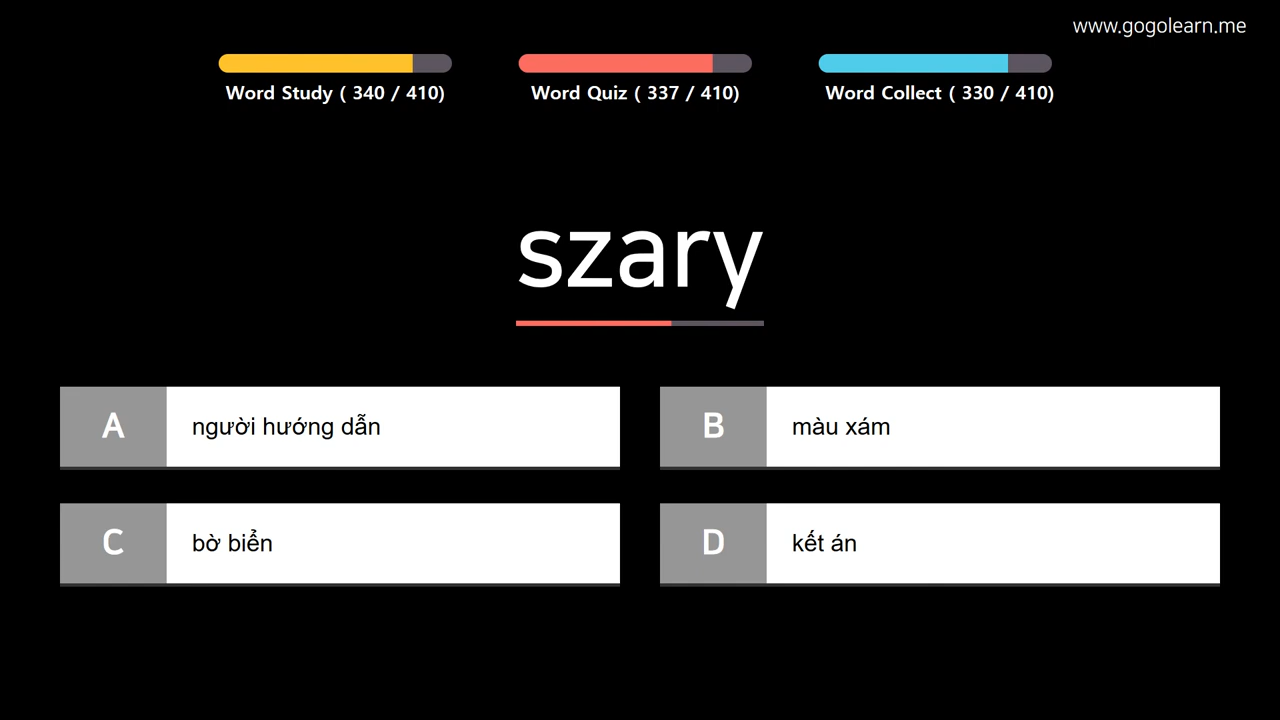 www.gogolearn.me
Word Study ( 340 / 410)
Word Quiz ( 337 / 410)
Word Collect ( 330 / 410)
szary
A
người hướng dẫn
B
màu xám
C
bờ biển
D
kết án